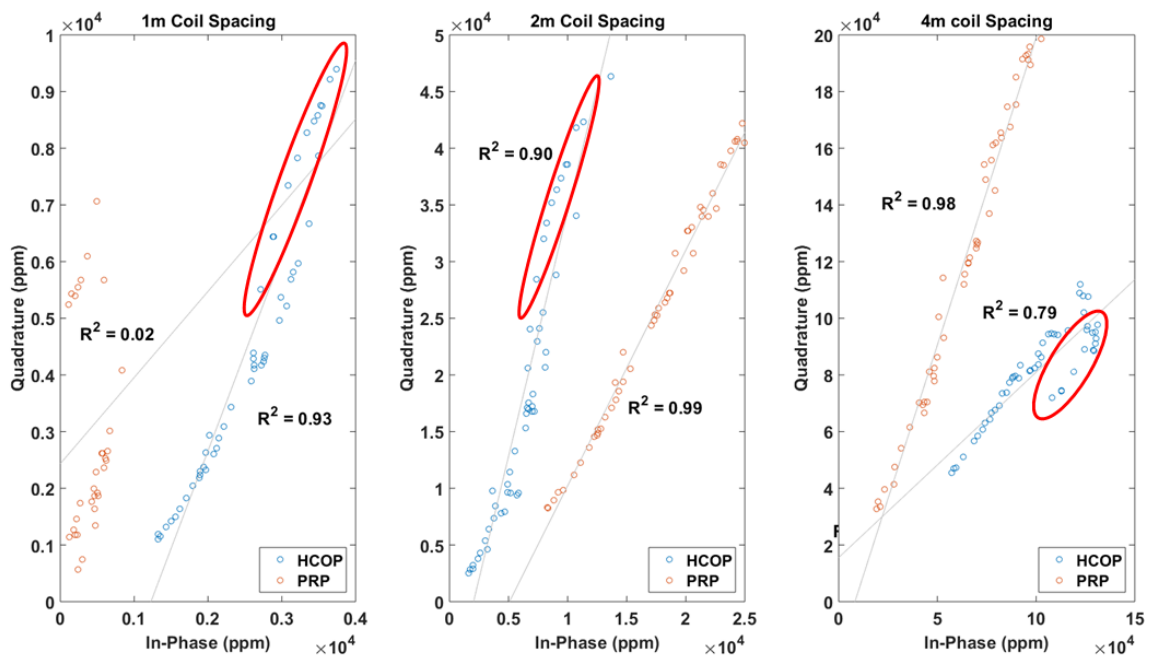 1m Coil Spacing
×10⁴
1
0.9
0.8
0.7
0.6
0.5
0.4
0.3
0.2
0.1
0
Quadrature (ppm)
R² = 0.02
R² = 0.93
HCOP
PRP
0 0.1 0.2 0.3 0.4
In-Phase (ppm)
×10⁴
2m Coil Spacing
×10⁴
5
4.5
4
3.5
3
2.5
2
1.5
1
0.5
0
Quadrature (ppm)
R² = 0.90
R² = 0.99
HCOP
PRP
0 0.5 1 1.5 2 2.5
In-Phase (ppm)
×10⁴
4m coil Spacing
×10⁴
20
18
16
14
12
10
8
6
4
2
0
Quadrature (ppm)
R² = 0.98
R² = 0.79
HCOP
PRP
0 5 10 15
In-Phase (ppm)
×10⁴